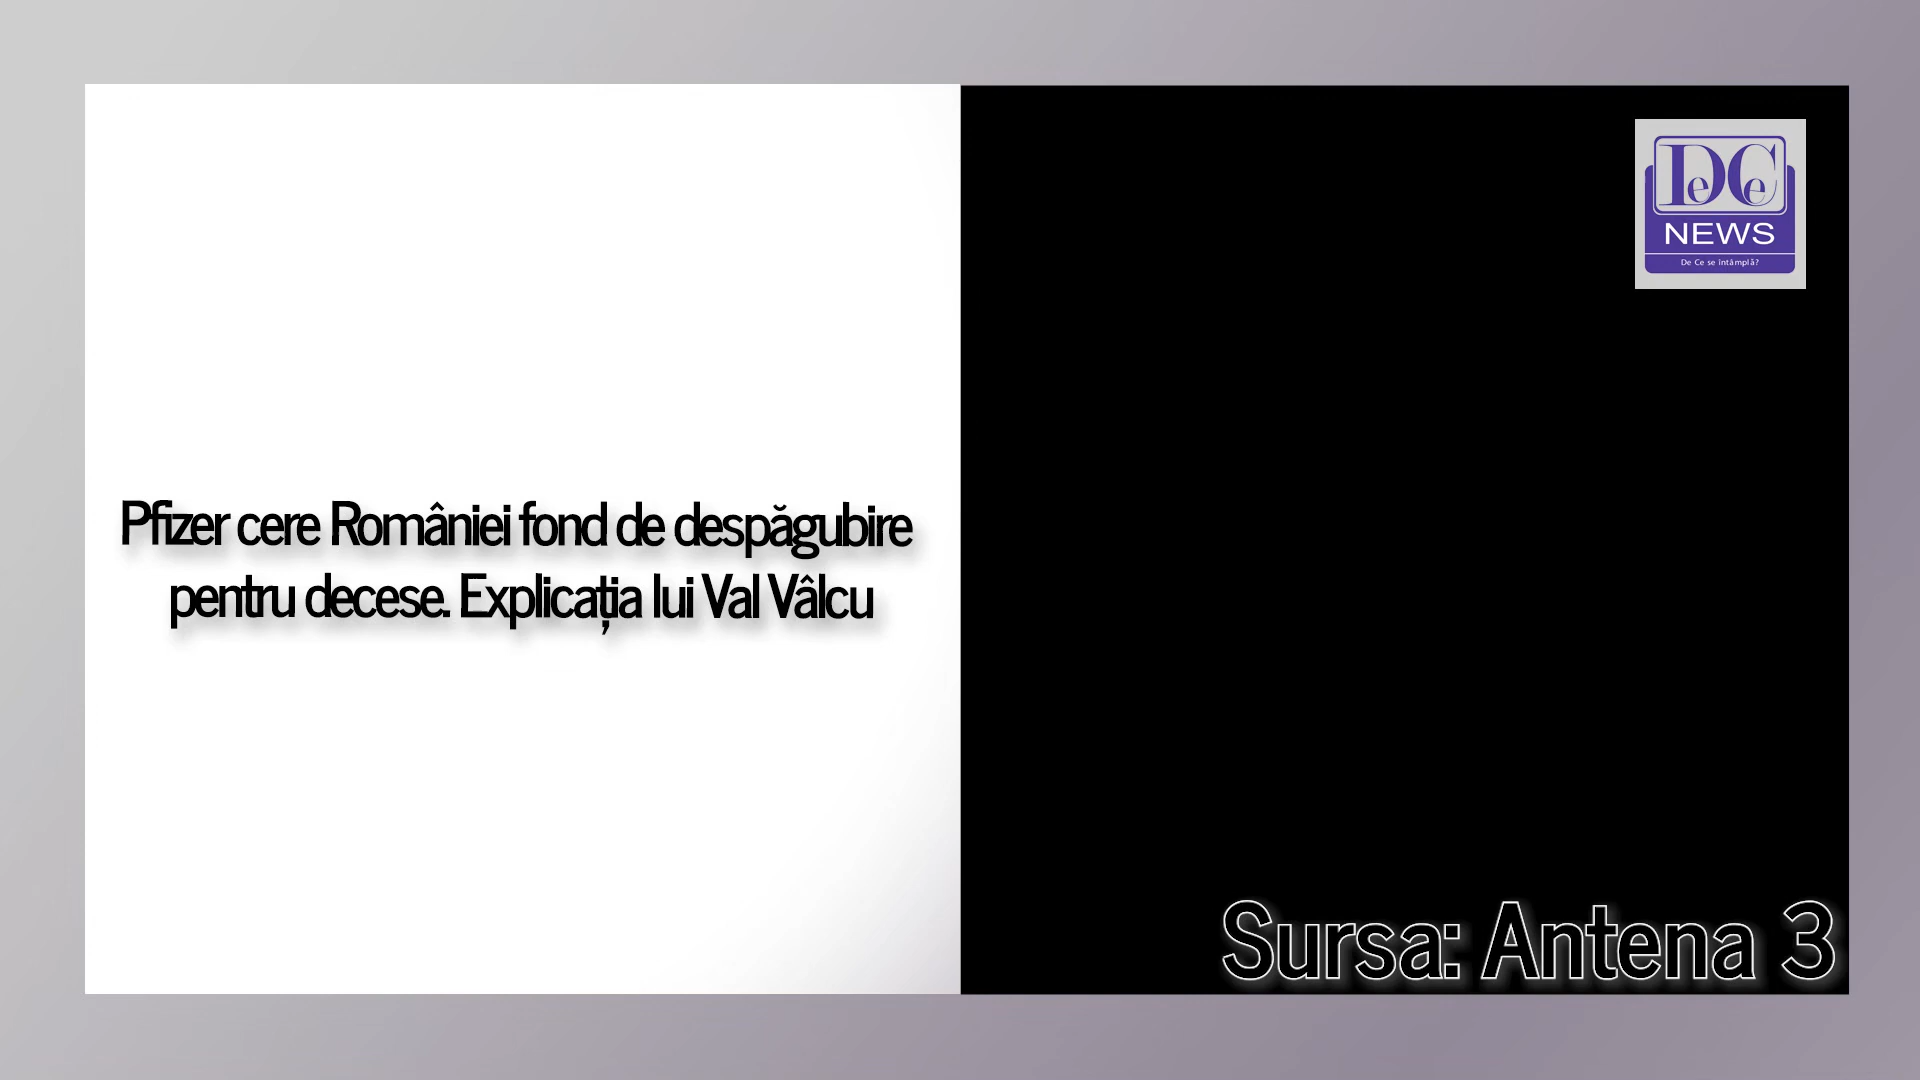 Pfizer cere României fond de despăgubire
pentru decese. Explicația lui Val Vâlcu
DeCe
NEWS
De Ce se întâmplă?
Sursa: Antena 3